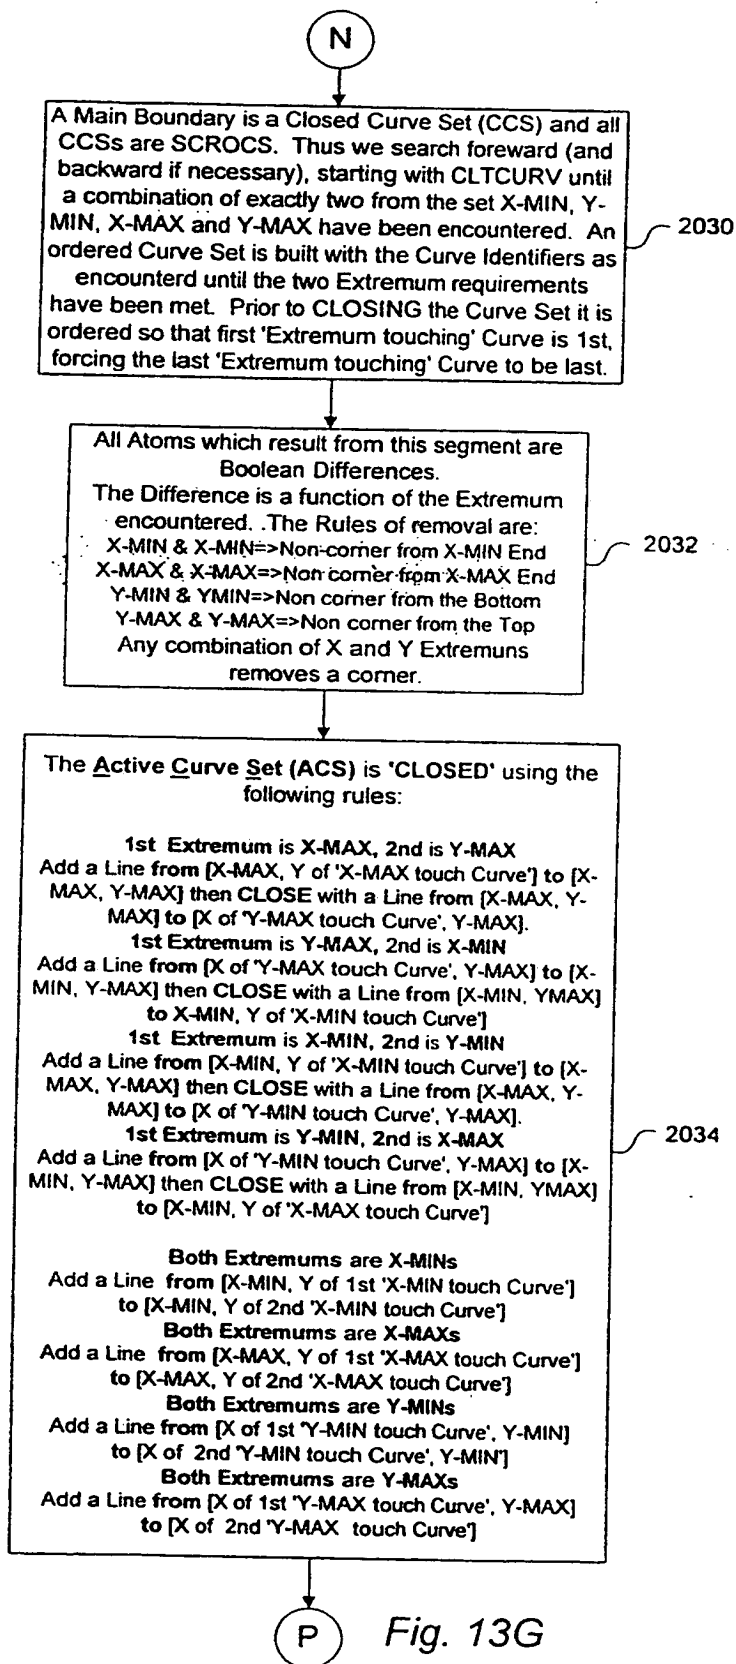 N
A Main Boundary is a Closed Curve Set (CCS) and all
CCSs are SCROCS. Thus we search foreward (and
backward if necessary), starting with CLTCURV until
a combination of exactly two from the set X-MIN, Y-
MIN, X-MAX and Y-MAX have been encountered. An
ordered Curve Set is built with the Curve Identifiers as
encounterd until the two Extremum requirements
have been met. Prior to CLOSING the Curve Set it is
ordered so that first 'Extremum touching' Curve is 1st,
forcing the last 'Extremum touching' Curve to be last.
2030
All Atoms which result from this segment are
Boolean Differences.
The Difference is a function of the Extremum
encountered. .The Rules of removal are:
X-MIN & X-MIN=>Non-corner from X-MIN End
X-MAX & X-MAX=>Non corner from X-MAX End
Y-MIN & YMIN=>Non corner from the Bottom
Y-MAX & Y-MAX=>Non corner from the Top
Any combination of X and Y Extremuns
removes a corner.
2032
The Active Curve Set (ACS) is 'CLOSED' using the
following rules:
1st Extremum is X-MAX, 2nd is Y-MAX
Add a Line from [X-MAX, Y of 'X-MAX touch Curve'] to [X-
MAX, Y-MAX] then CLOSE with a Line from [X-MAX, Y-
MAX] to [X of 'Y-MAX touch Curve', Y-MAX].
1st Extremum is Y-MAX, 2nd is X-MIN
Add a Line from [X of 'Y-MAX touch Curve', Y-MAX] to [X-
MIN, Y-MAX] then CLOSE with a Line from [X-MIN, YMAX]
to X-MIN, Y of 'X-MIN touch Curve']
1st Extremum is X-MIN, 2nd is Y-MIN
Add a Line from [X-MIN, Y of 'X-MIN touch Curve'] to [X-
MAX, Y-MAX] then CLOSE with a Line from [X-MAX, Y-
MAX] to [X of 'Y-MIN touch Curve', Y-MAX].
1st Extremum is Y-MIN, 2nd is X-MAX
Add a Line from [X of 'Y-MIN touch Curve', Y-MAX] to [X-
MIN, Y-MAX] then CLOSE with a Line from [X-MIN, YMAX]
to [X-MIN, Y of 'X-MAX touch Curve']
2034
Both Extremums are X-MINs
Add a Line from [X-MIN, Y of 1st 'X-MIN touch Curve']
to [X-MIN, Y of 2nd 'X-MIN touch Curve']
Both Extremums are X-MAXs
Add a Line from [X-MAX, Y of 1st 'X-MAX touch Curve']
to [X-MAX, Y of 2nd 'X-MAX touch Curve']
Both Extremums are Y-MINs
Add a Line from [X of 1st 'Y-MIN touch Curve', Y-MIN]
to [X of 2nd 'Y-MIN touch Curve', Y-MIN']
Both Extremums are Y-MAXs
Add a Line from [X of 1st 'Y-MAX touch Curve', Y-MAX]
to [X of 2nd 'Y-MAX touch Curve']
P
Fig. 13G